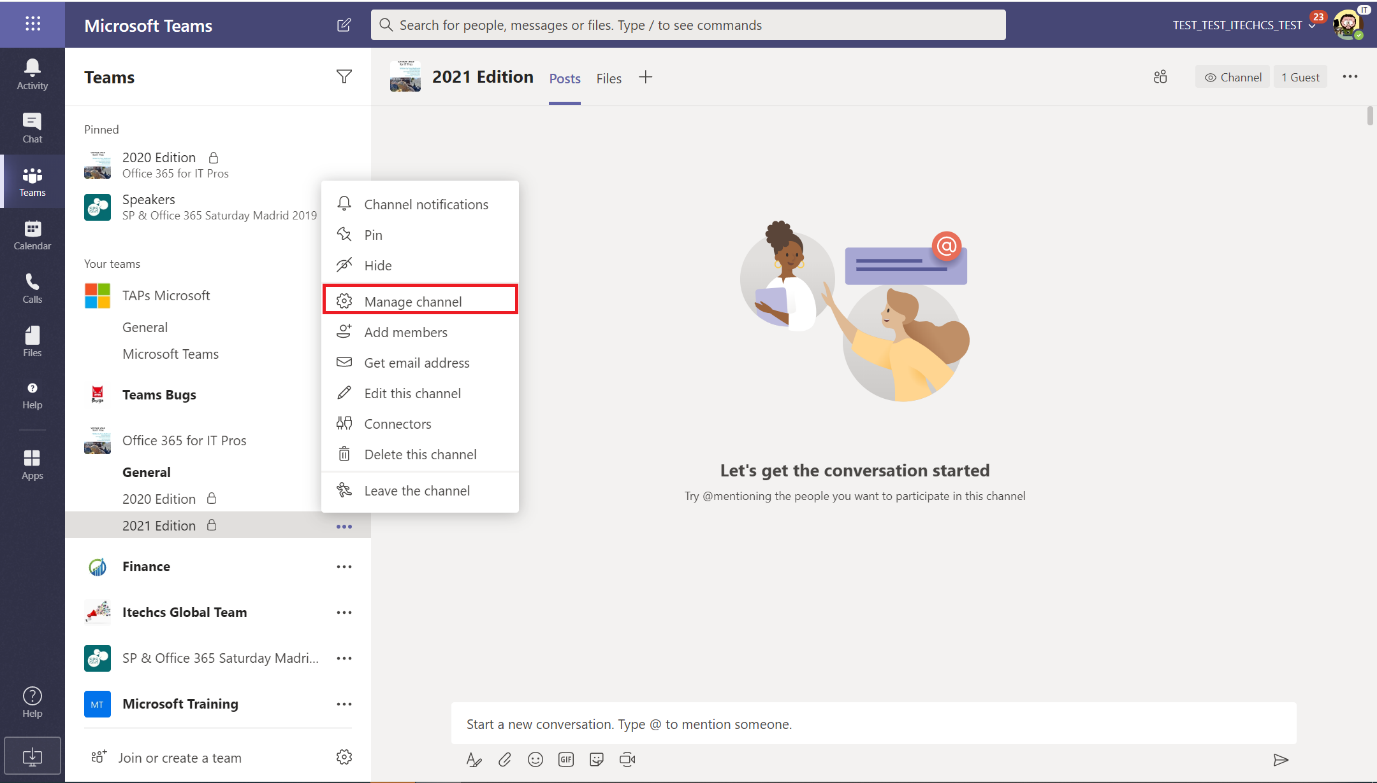 Microsoft Teams
Search for people, messages or files. Type / to see commands
TEST_TEST_ITECHCS_TEST
23
IT
Activity
Chat
Teams
Calendar
Calls
Files
Help
Apps
Help
Teams
Pinned
2020 Edition
Office 365 for IT Pros
Speakers
SP & Office 365 Saturday Madrid 2019
Your teams
TAPs Microsoft
General
Microsoft Teams
Teams Bugs
Office 365 for IT Pros
General
2020 Edition
2021 Edition
Finance
Itechcs Global Team
SP & Office 365 Saturday Madri...
MT
Microsoft Training
Join or create a team
Channel notifications
Pin
Hide
Manage channel
Add members
Get email address
Edit this channel
Connectors
Delete this channel
Leave the channel
2021 Edition
Posts
Files
Channel
1 Guest
@
Let's get the conversation started
Try @mentioning the people you want to participate in this channel
Start a new conversation. Type @ to mention someone.
GIF